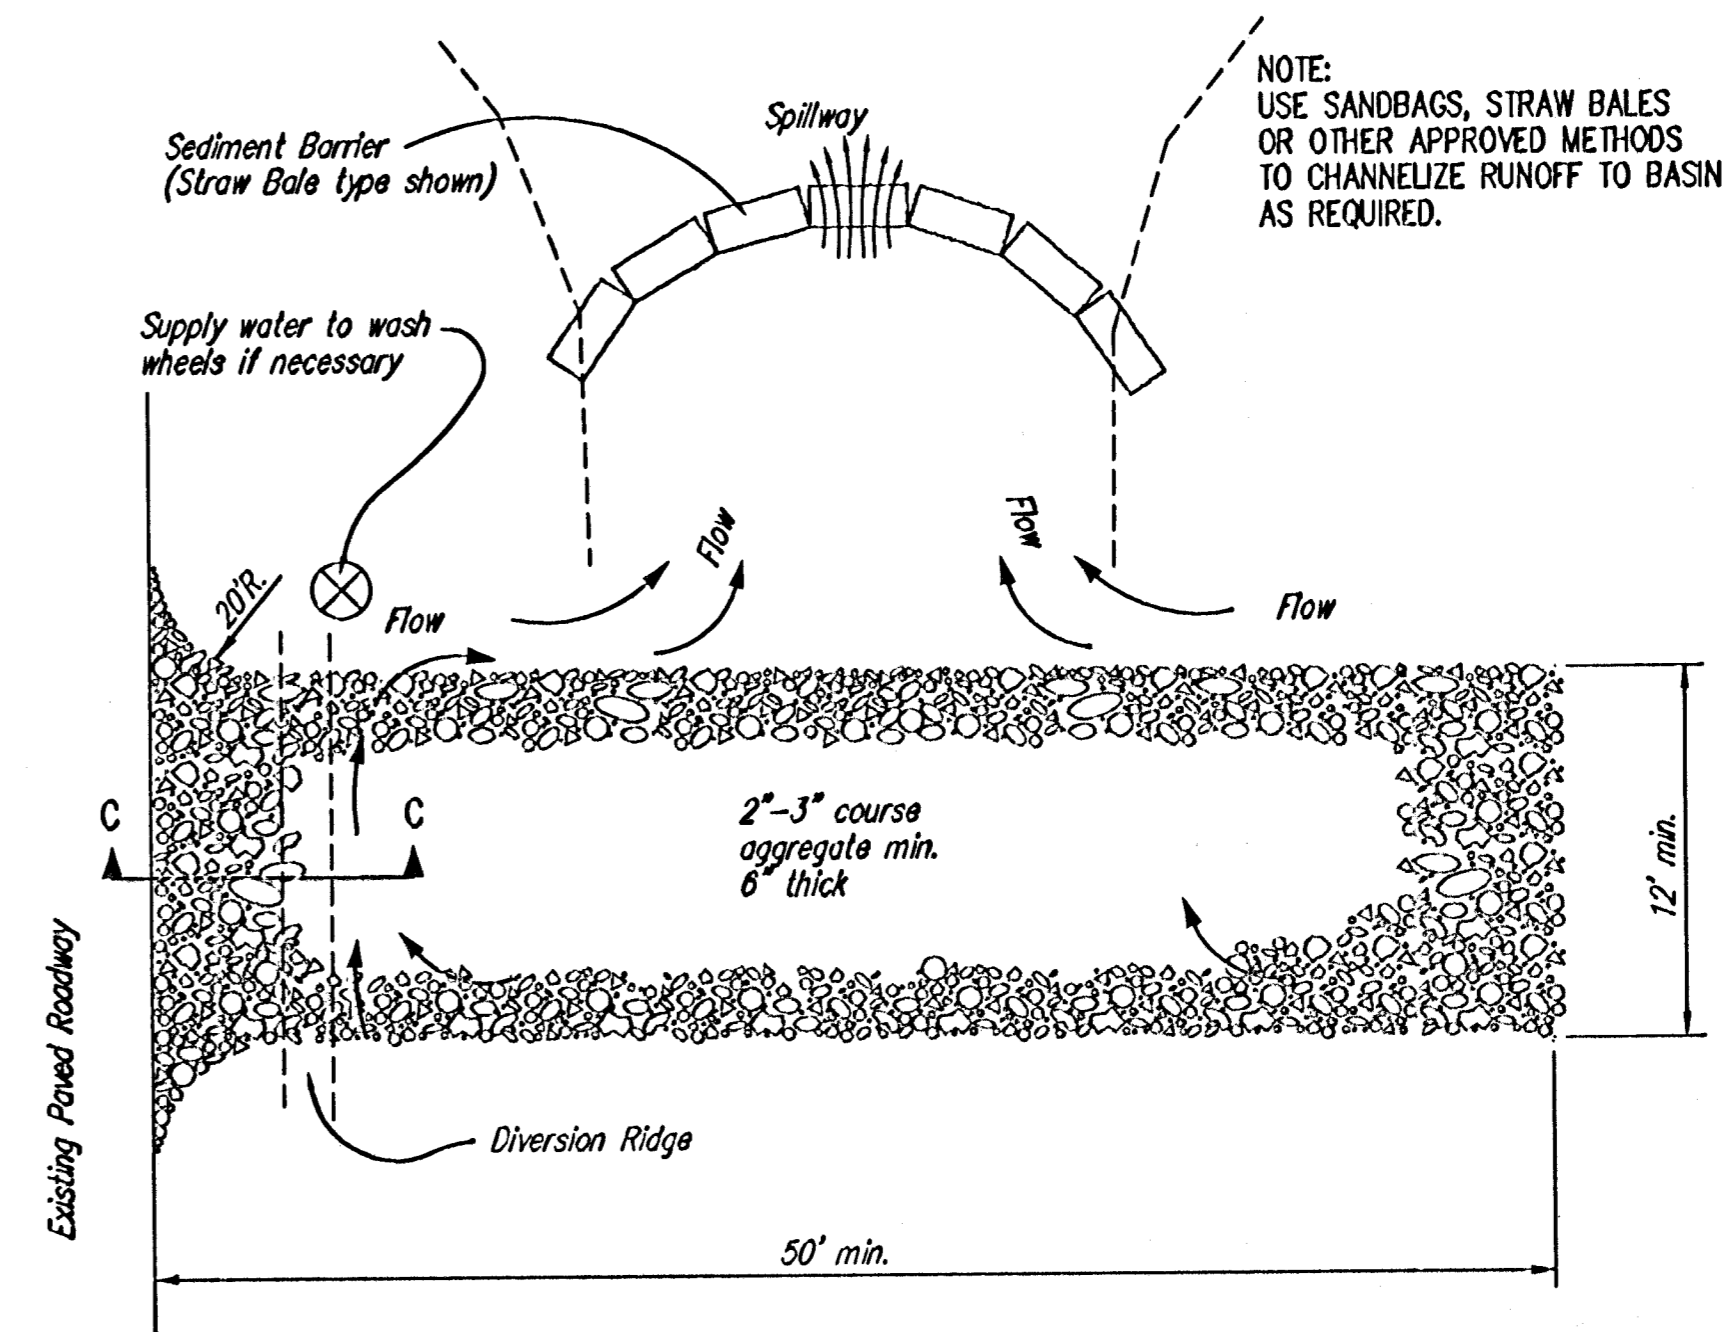 Spillway
NOTE:
USE SANDBAGS, STRAW BALES
OR OTHER APPROVED METHODS
TO CHANNELIZE RUNOFF TO BASIN
AS REQUIRED.
Sediment Barrier
(Straw Bale type shown)
Supply water to wash
wheels if necessary
Flow
Flow
20'R.
Flow
Flow
2"-3" course
aggregate min.
6" thick
C
C
12' min.
Existing Paved Roadway
Diversion Ridge
50' min.